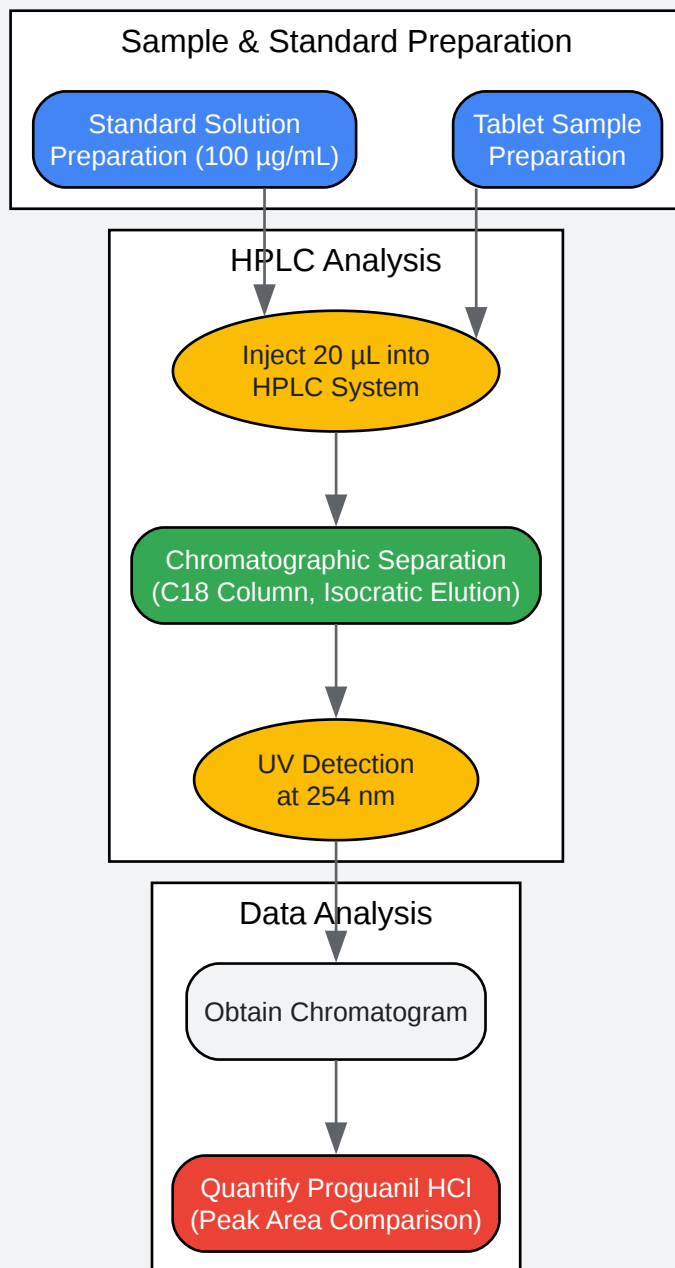 Sample & Standard Preparation
Standard Solution
Preparation (100 µg/mL)
Tablet Sample
Preparation
HPLC Analysis
Inject 20 µL into
HPLC System
Chromatographic Separation
(C18 Column, Isocratic Elution)
UV Detection
at 254 nm
Data Analysis
Obtain Chromatogram
Quantify Proguanil HCl
(Peak Area Comparison)